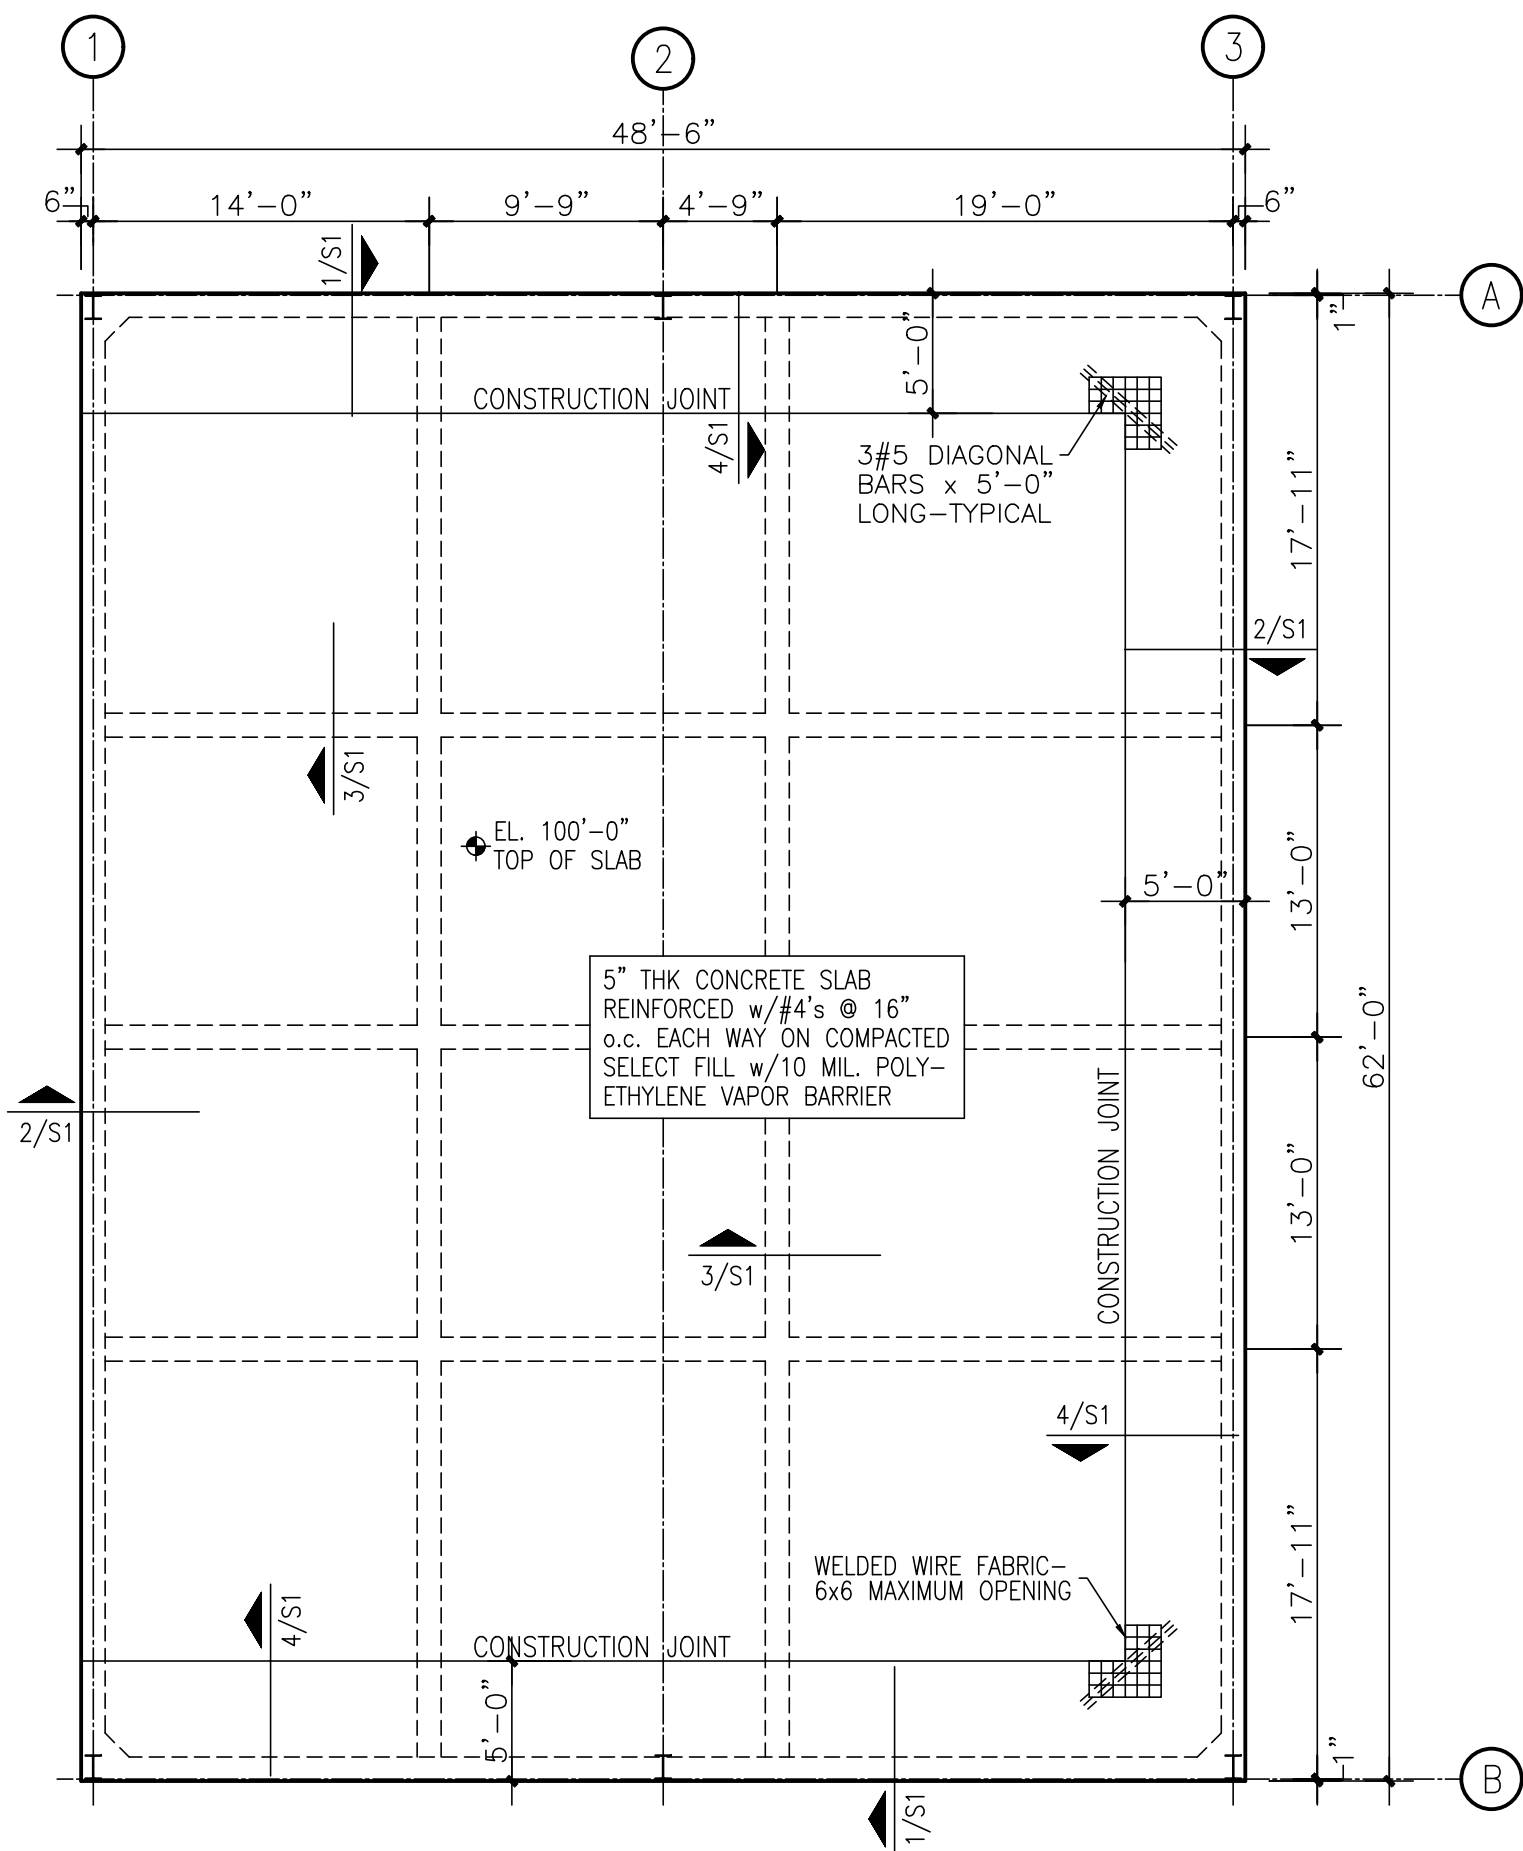 1
2
3
48'-6"
6"
14'-0"
9'-9"
4'-9"
19'-0"
6"
1/S1
A
1"
5'-0"
CONSTRUCTION JOINT
4/S1
3#5 DIAGONAL
BARS x 5'-0"
LONG-TYPICAL
17'-11"
2/S1
3/S1
EL. 100'-0"
TOP OF SLAB
5'-0"
13'-0"
5" THK CONCRETE SLAB
REINFORCED w/#4's @ 16"
o.c. EACH WAY ON COMPACTED
SELECT FILL w/10 MIL. POLY-
ETHYLENE VAPOR BARRIER
62'-0"
2/S1
CONSTRUCTION JOINT
13'-0"
3/S1
4/S1
WELDED WIRE FABRIC-
6x6 MAXIMUM OPENING
17'-11"
4/S1
CONSTRUCTION JOINT
5'-0"
1"
B
1/S1